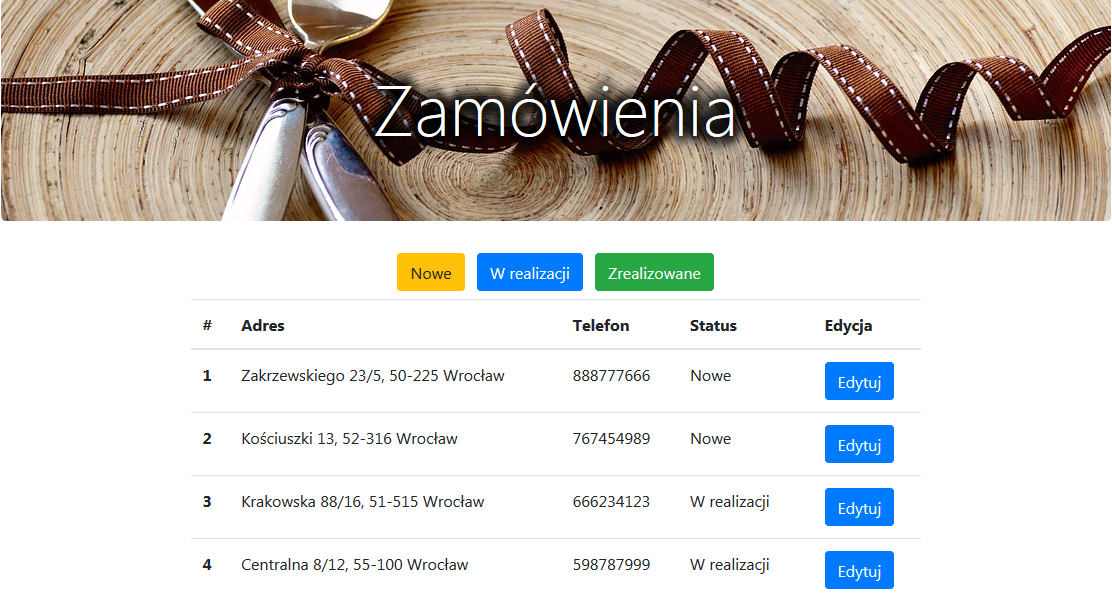 Zamówienia
Nowe W realizacji Zrealizowane
# Adres Telefon Status Edycja
1 Zakrzewskiego 23/5, 50-225 Wrocław 888777666 Nowe Edytuj
2 Kościuszki 13, 52-316 Wrocław 767454989 Nowe Edytuj
3 Krakowska 88/16, 51-515 Wrocław 666234123 W realizacji Edytuj
4 Centralna 8/12, 55-100 Wrocław 598787999 W realizacji Edytuj